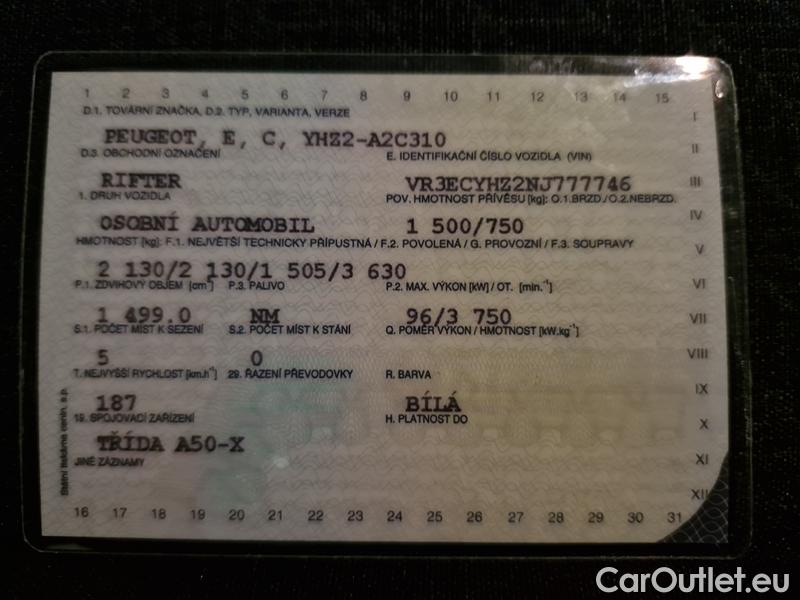 1 2 3 4 5 6 7 8 9 10 11 12 13 14 15
D.1. TOVÁRNÍ ZNAČKA, D.2. TYP, VARIANTA, VERZE
I
PEUGEOT, E, C, YHZ2-A2C310
D.3. OBCHODNÍ OZNAČENÍ E. IDENTIFIKAČNÍ ČÍSLO VOZIDLA (VIN)
II
RIFTER VR3ECYHZ2NJ777746
III
1. DRUH VOZIDLA POV. HMOTNOST PŘÍVĚSU [kg]: O.1.BRZD./O.2.NEBRZD.
OSOBNÍ AUTOMOBIL 1 500/750
IV
HMOTNOST [kg]: F.1. NEJVĚTŠÍ TECHNICKY PŘÍPUSTNÁ / F.2. POVOLENÁ / G. PROVOZNÍ / F.3. SOUPRAVY
V
2 130/2 130/1 505/3 630
P.1. ZDVIHOVÝ OBJEM [cm³] P.3. PALIVO P.2. MAX. VÝKON [kW] / OT. [min.⁻¹]
VI
1 499.0 NM 96/3 750
VII
S.1. POČET MÍST K SEZENÍ S.2. POČET MÍST K STÁNÍ Q. POMĚR VÝKON / HMOTNOST [kW.kg⁻¹]
5 0
VIII
T. NEJVYŠŠÍ RYCHLOST [km.h⁻¹] 29. ŘAZENÍ PŘEVODOVKY R. BARVA
IX
187 BÍLÁ
19. SPOJOVACÍ ZAŘÍZENÍ H. PLATNOST DO
X
TŘÍDA A50-X
JINÉ ZÁZNAMY
XI
XII
16 17 18 19 20 21 22 23 24 25 26 27 28 29 30 31
Státní tiskárna cenin, s.p.
CarOutlet.eu